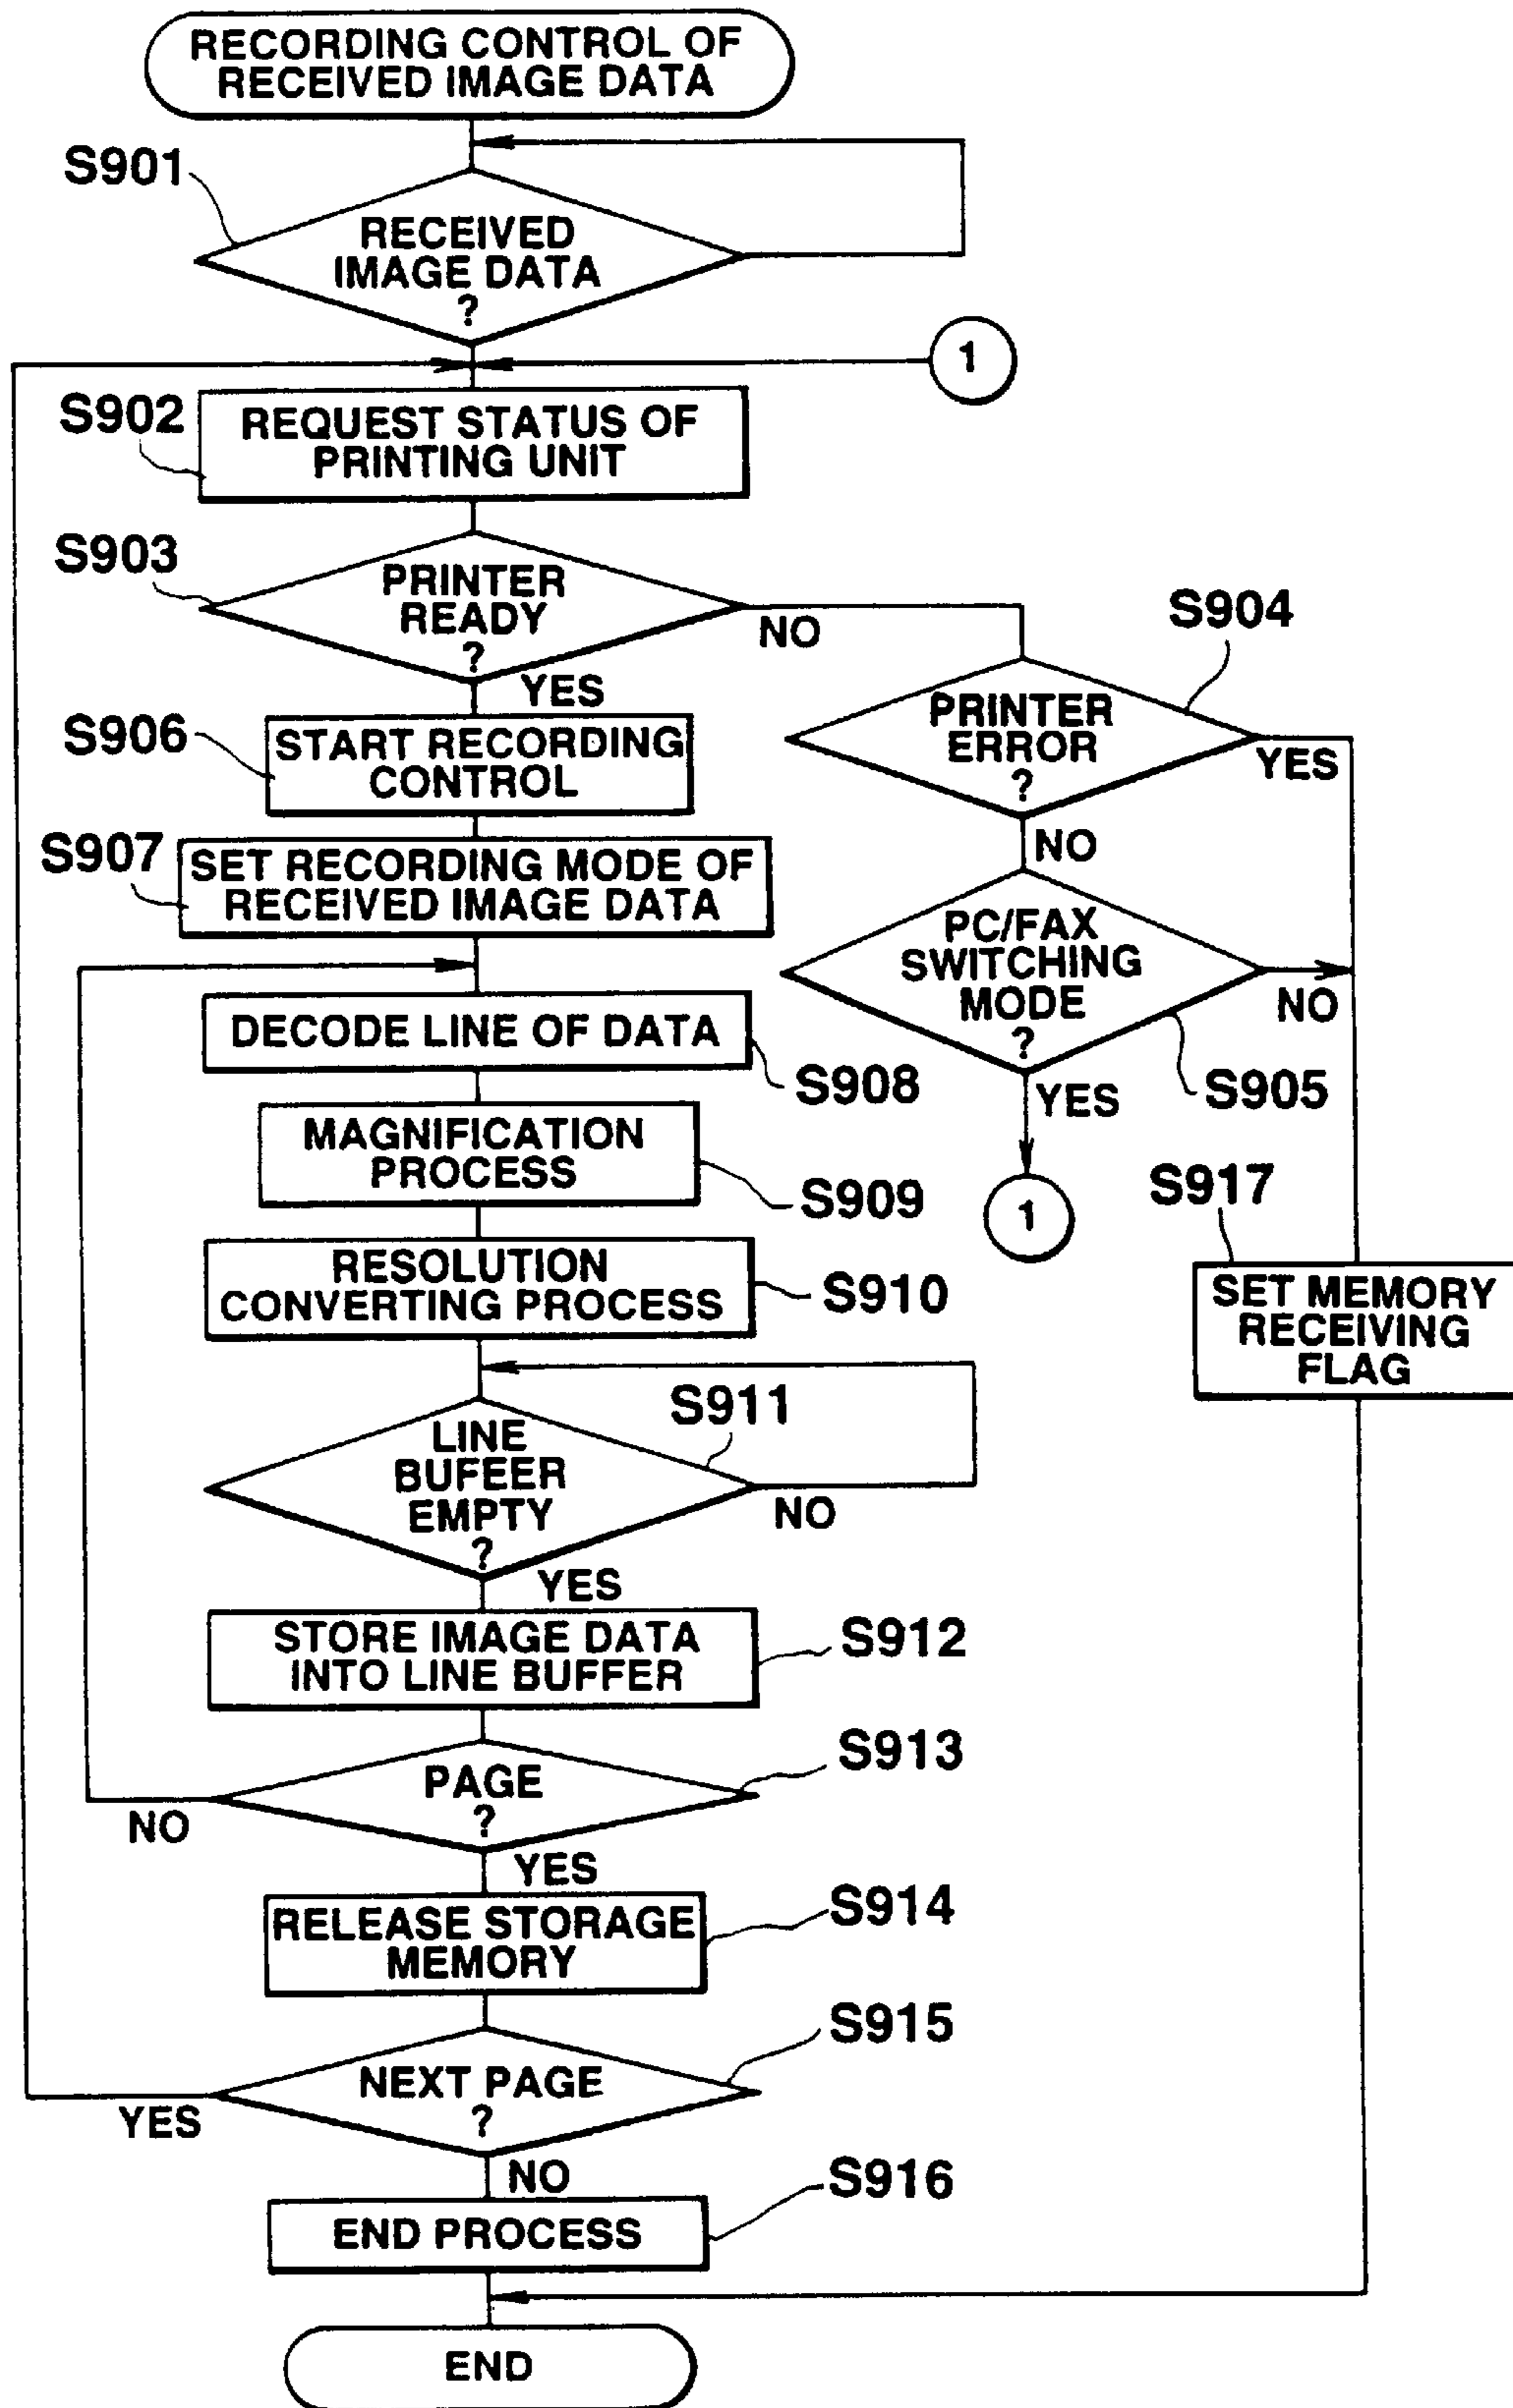 RECORDING CONTROL OF
RECEIVED IMAGE DATA
S901
RECEIVED
IMAGE DATA
?
1
S902
REQUEST STATUS OF
PRINTING UNIT
S903
PRINTER
READY
?
NO
YES
S904
PRINTER
ERROR
?
YES
NO
S906
START RECORDING
CONTROL
S907
SET RECORDING MODE OF
RECEIVED IMAGE DATA
PC/FAX
SWITCHING
MODE
?
NO
YES
S905
1
DECODE LINE OF DATA
S908
MAGNIFICATION
PROCESS
S909
S917
SET MEMORY
RECEIVING
FLAG
RESOLUTION
CONVERTING PROCESS
S910
S911
LINE
BUFEER
EMPTY
?
NO
YES
STORE IMAGE DATA
INTO LINE BUFFER
S912
S913
PAGE
?
NO
YES
RELEASE STORAGE
MEMORY
S914
S915
NEXT PAGE
?
YES
NO
S916
END PROCESS
END